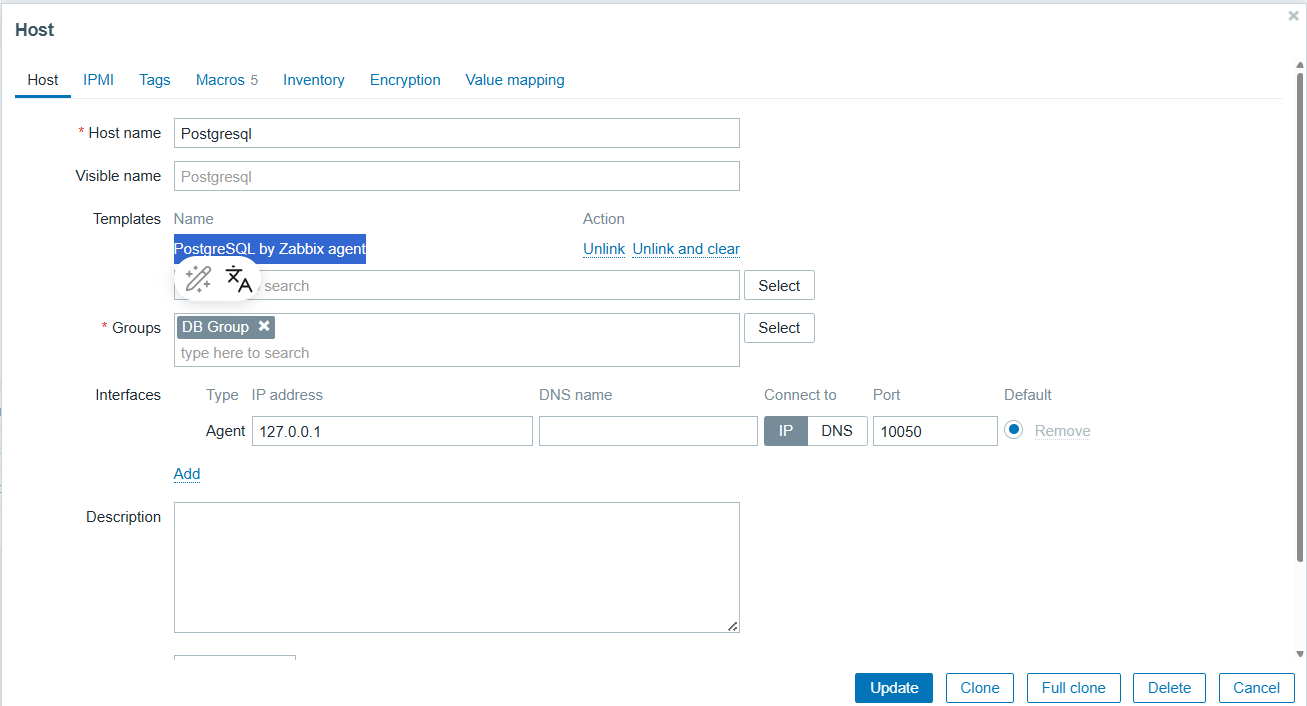 Host
Host IPMI Tags Macros 5 Inventory Encryption Value mapping
* Host name Postgresql
Visible name Postgresql
Templates Name Action
PostgreSQL by Zabbix agent Unlink Unlink and clear
search Select
* Groups DB Group Select
type here to search
Interfaces Type IP address DNS name Connect to Port Default
Agent 127.0.0.1 IP DNS 10050 Remove
Add
Description
Update Clone Full clone Delete Cancel